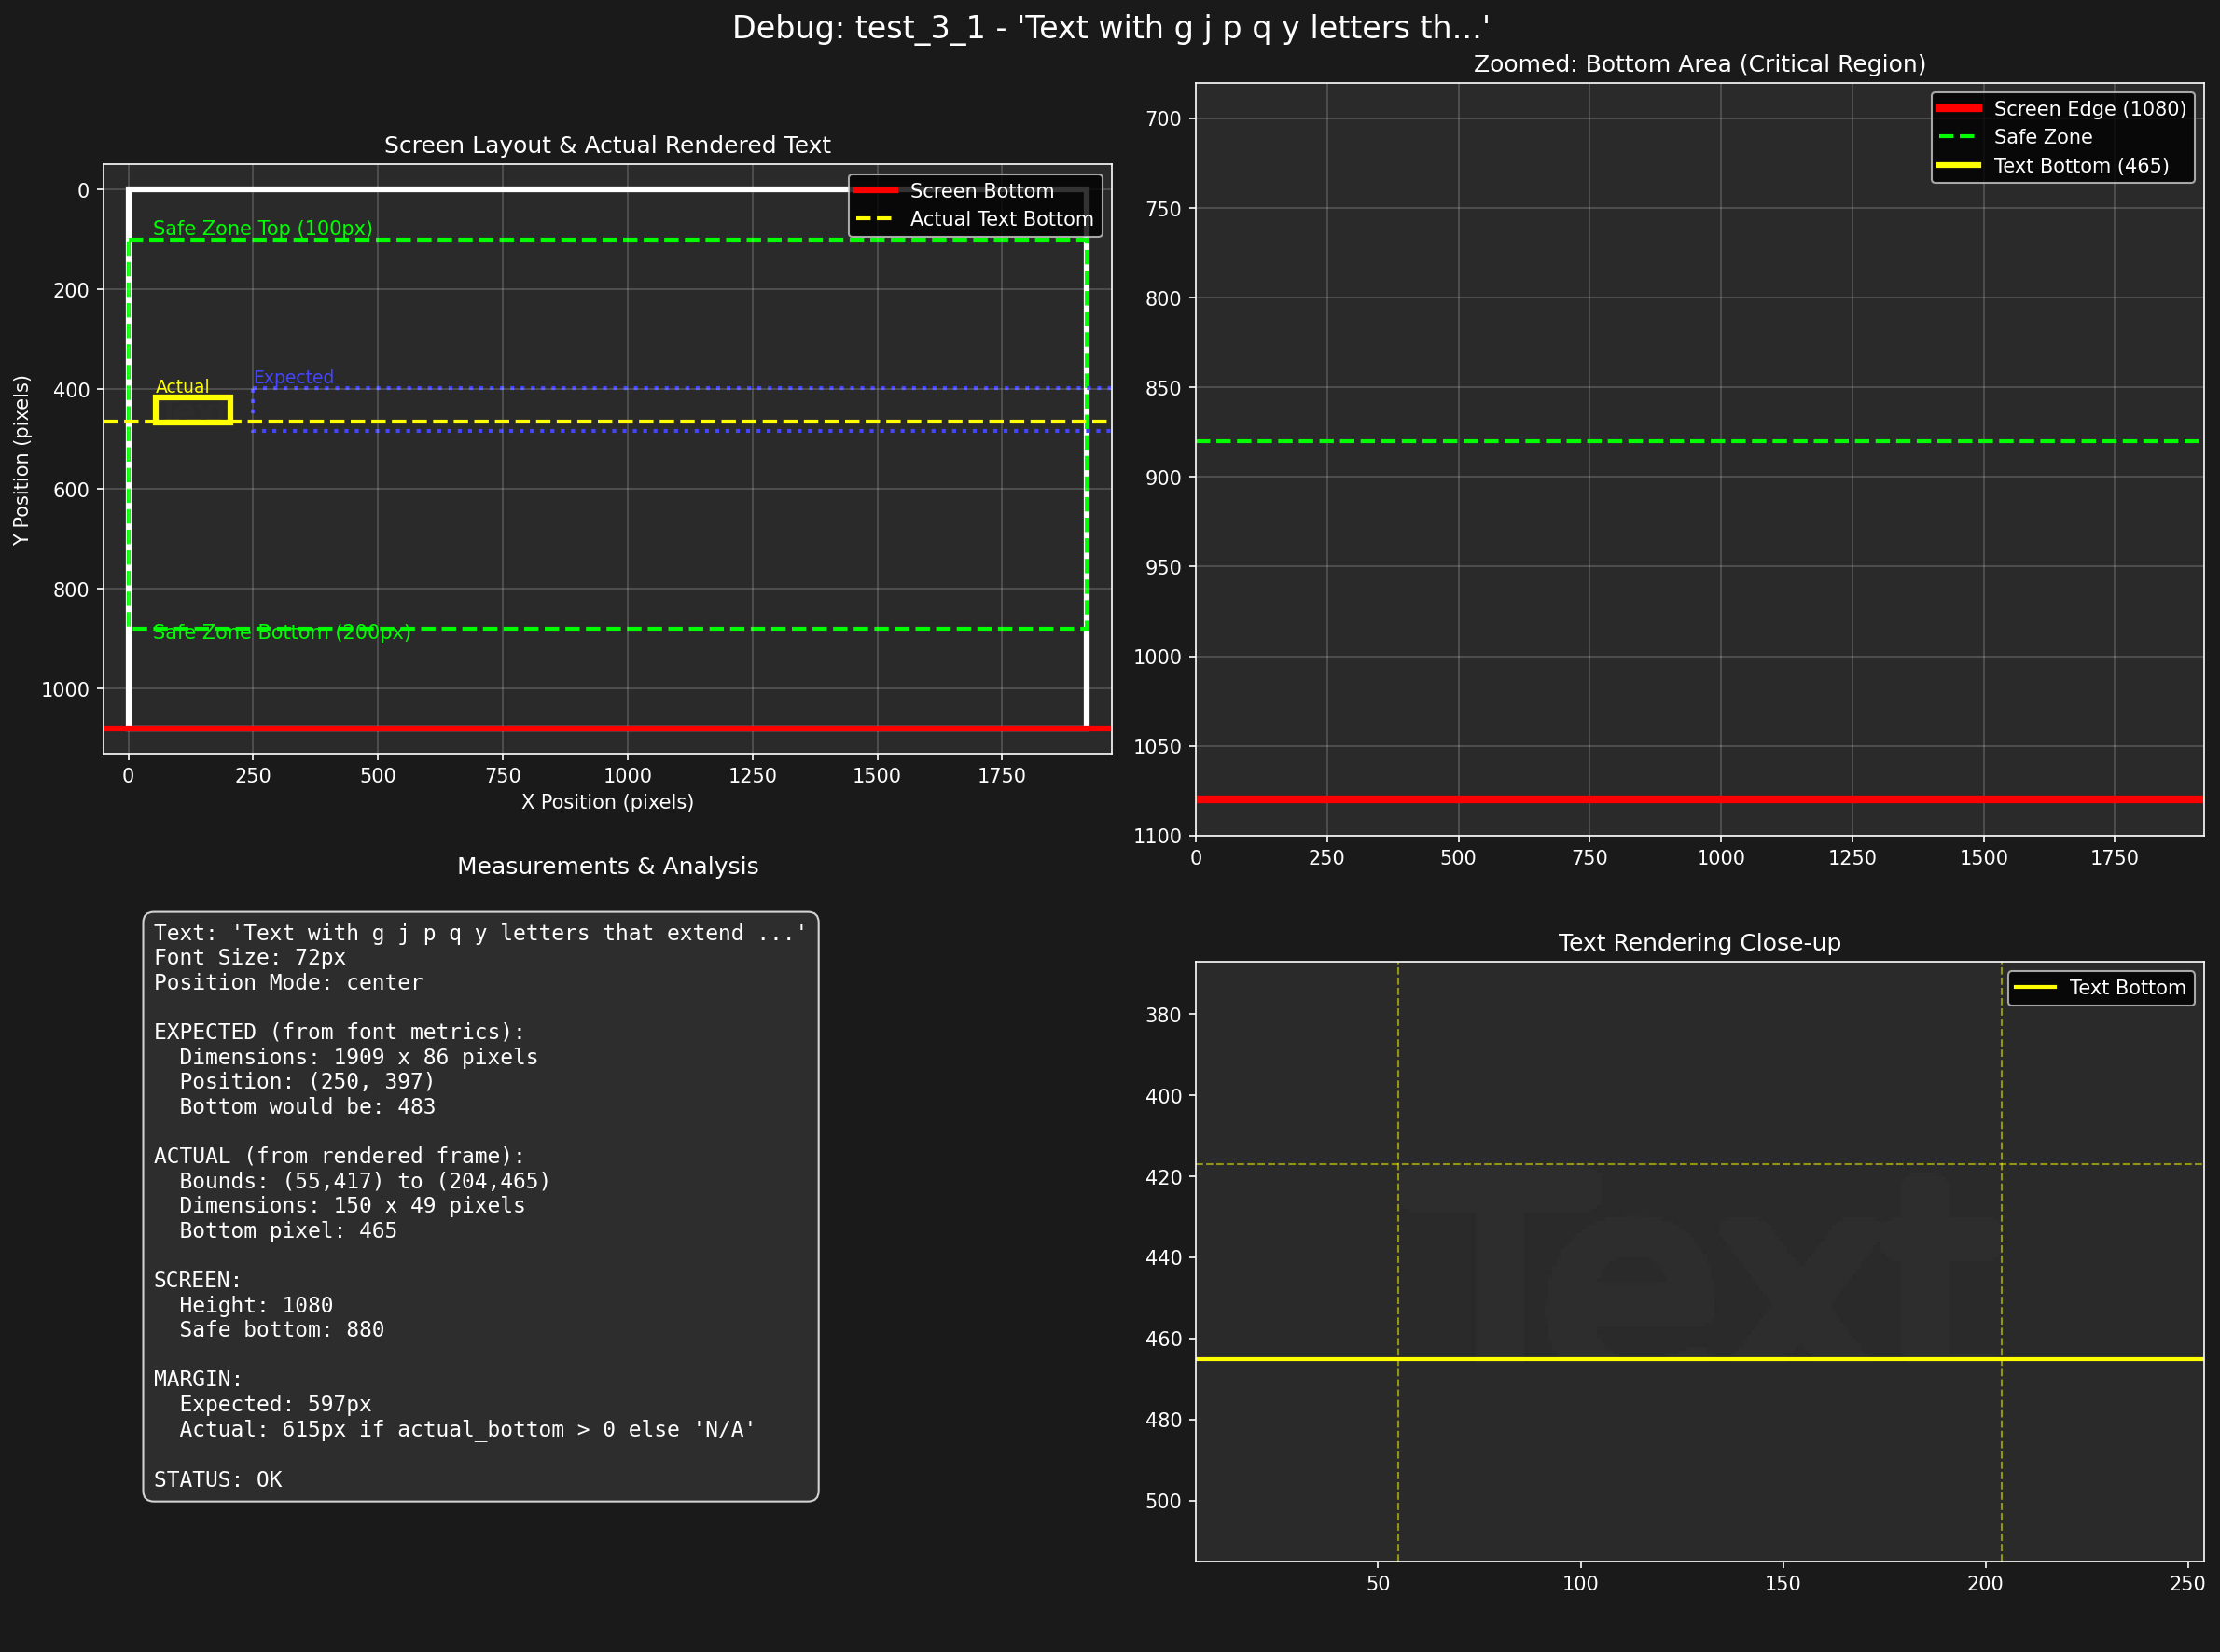 Debug: test_3_1 - 'Text with g j p q y letters th...'
Screen Layout & Actual Rendered Text
Screen Bottom
Actual Text Bottom
Safe Zone Top (100px)
Actual
Expected
Safe Zone Bottom (200px)
Y Position (pixels)
0
200
400
600
800
1000
0 250 500 750 1000 1250 1500 1750
X Position (pixels)
Zoomed: Bottom Area (Critical Region)
Screen Edge (1080)
Safe Zone
Text Bottom (465)
700
750
800
850
900
950
1000
1050
1100
0 250 500 750 1000 1250 1500 1750
Measurements & Analysis
Text: 'Text with g j p q y letters that extend ...'
Font Size: 72px
Position Mode: center
EXPECTED (from font metrics):
Dimensions: 1909 x 86 pixels
Position: (250, 397)
Bottom would be: 483
ACTUAL (from rendered frame):
Bounds: (55,417) to (204,465)
Dimensions: 150 x 49 pixels
Bottom pixel: 465
SCREEN:
Height: 1080
Safe bottom: 880
MARGIN:
Expected: 597px
Actual: 615px if actual_bottom > 0 else 'N/A'
STATUS: OK
Text Rendering Close-up
Text Bottom
380
400
420
440
460
480
500
Text
50 100 150 200 250